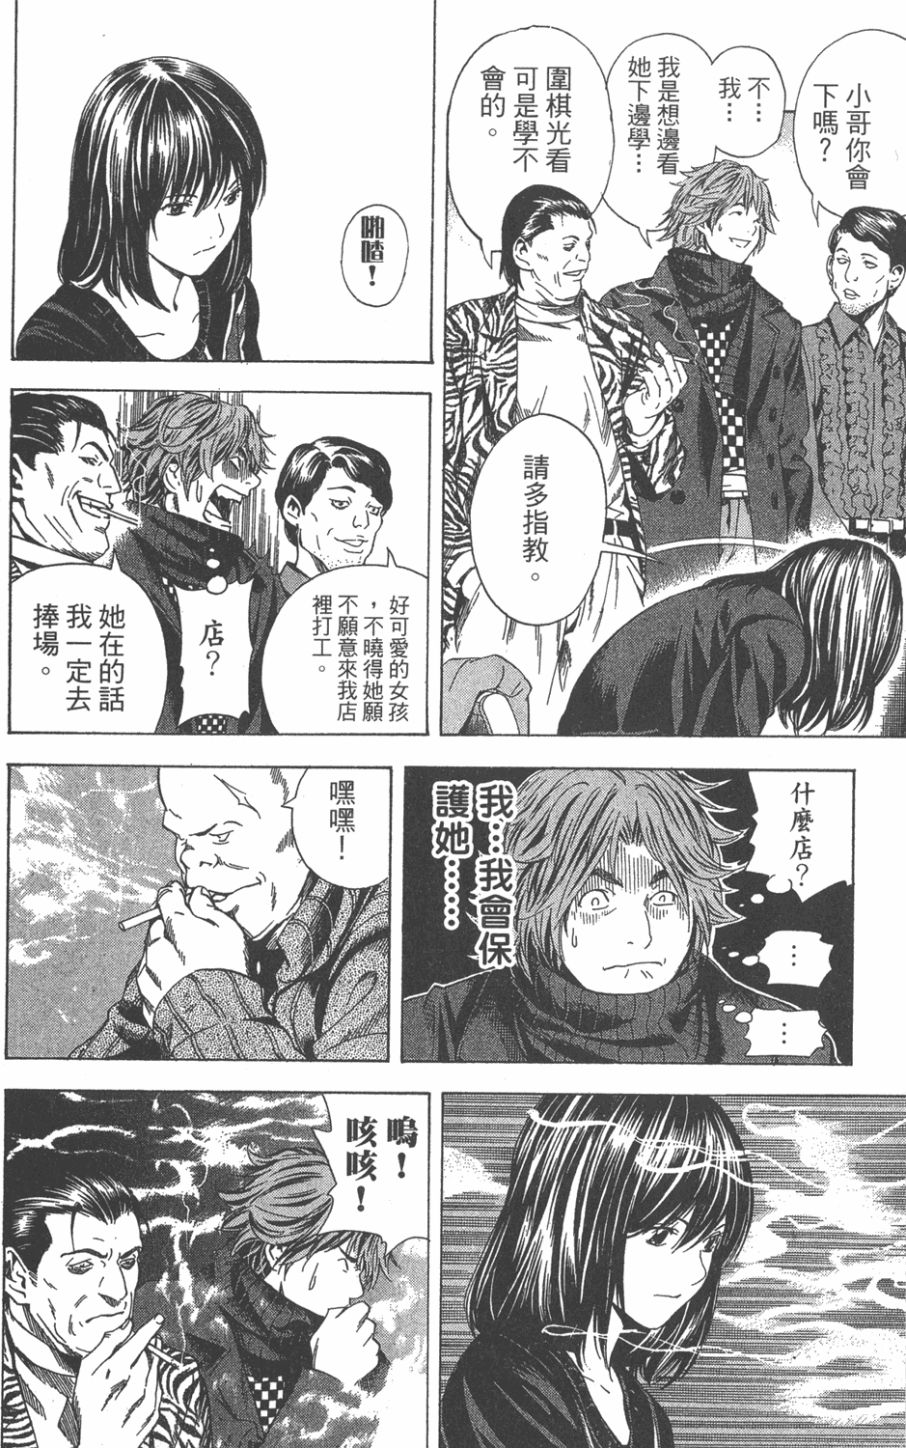 小哥你會
下嗎？
不…
我…
我是想邊看
她下邊學…
圍棋光看
可是學不
會的。
請多指教。
啪喳！
好可愛的女孩
，不曉得她願
不願意來我店
裡打工。
店？
她在的話
我一定去
捧場。
什麼店？
…
…
我…我會保
護她……
嘿嘿！
嗚！
咳咳！